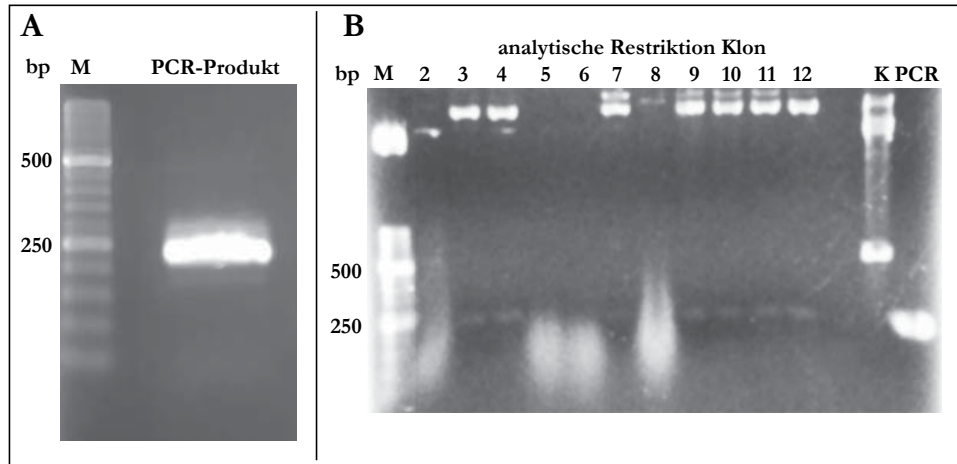 A
bp M PCR-Produkt
500
250
B
analytische Restriktion Klon
bp M 2 3 4 5 6 7 8 9 10 11 12 K PCR
500
250